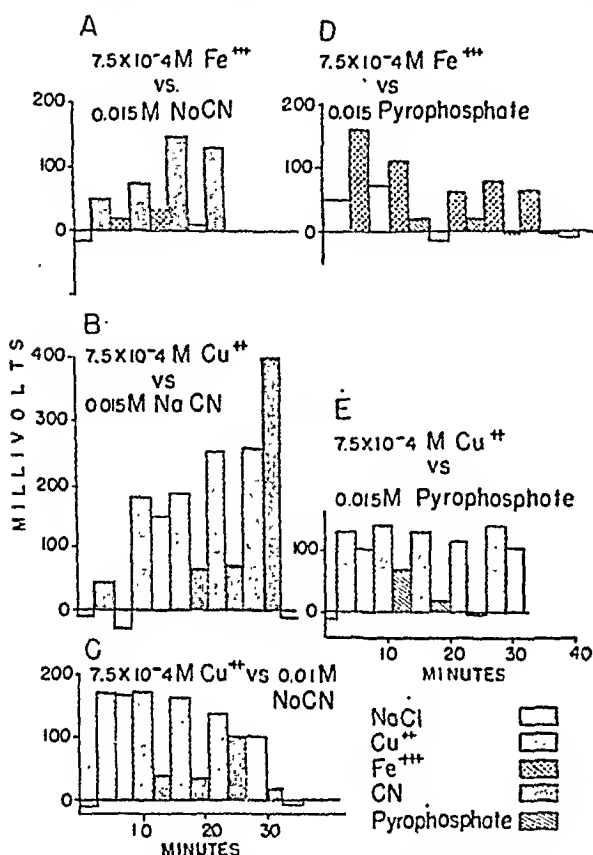 A
7.5X10⁻⁴M Fe⁺⁺⁺
vs.
0.015M NaCN
200
100
0
D
7.5X10⁻⁴M Fe⁺⁺⁺
vs
0.015 Pyrophosphate
200
100
0
B
7.5X10⁻⁴M Cu⁺⁺
vs
0.015M NaCN
400
300
200
100
0
MILLIVOLTS
E
7.5X10⁻⁴ M Cu⁺⁺
vs
0.015M Pyrophosphate
100
0
10 20 30 40
MINUTES
C
7.5X10⁻⁴M Cu⁺⁺ vs 0.01M
NaCN
200
100
0
10 20 30
MINUTES
NaCl
Cu⁺⁺
Fe⁺⁺⁺
CN
Pyrophosphate